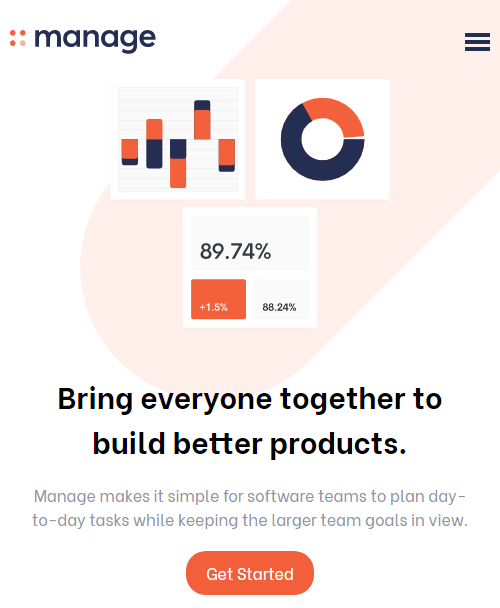 manage
89.74%
+1.5%
88.24%
Bring everyone together to
build better products.
Manage makes it simple for software teams to plan day-
to-day tasks while keeping the larger team goals in view.
Get Started